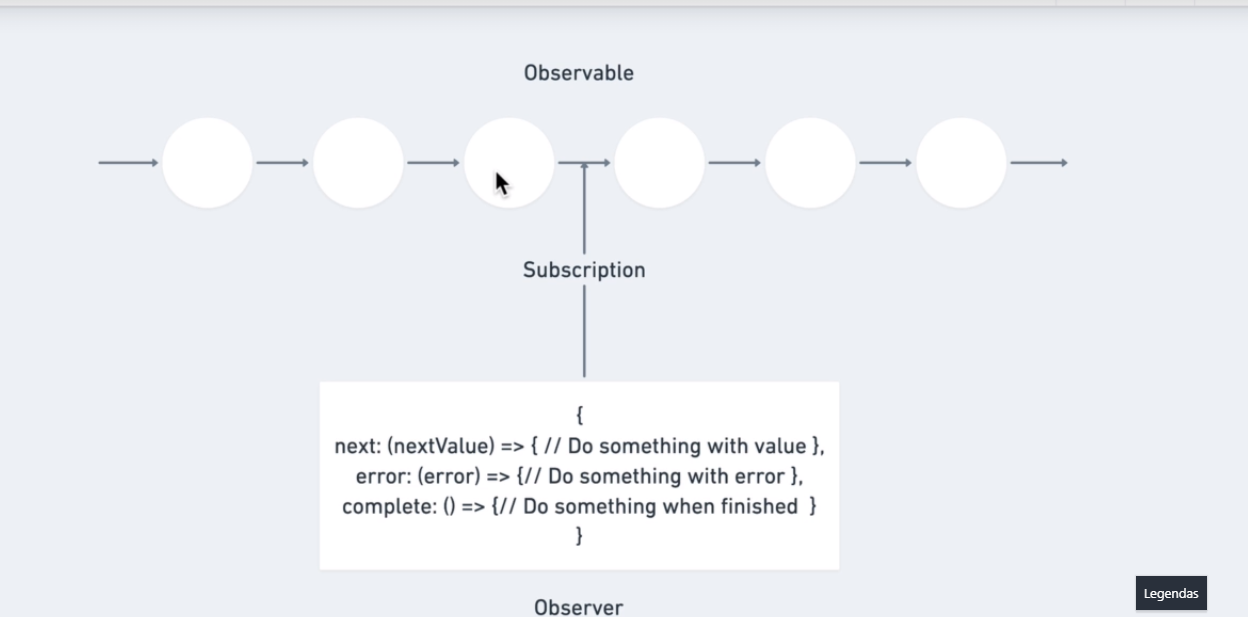 Observable
Subscription
{
next: (nextValue) => { // Do something with value },
error: (error) => {// Do something with error },
complete: () => {// Do something when finished  }
}
Observer
Legendas